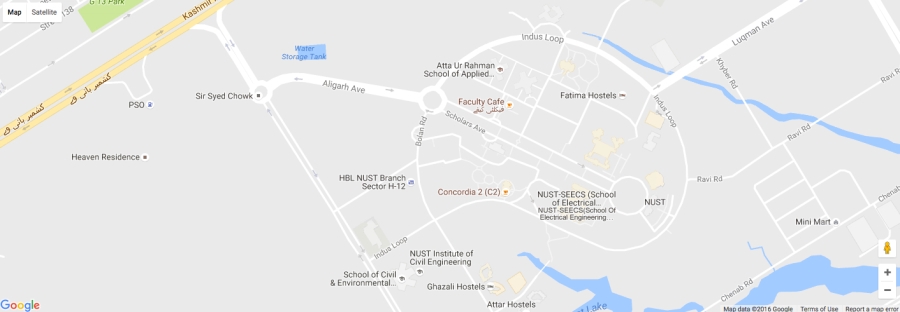 G 13 Park
Street 138
Kashmir
Map Satellite
Indus Loop
Luqman Ave
Water
Storage Tank
Atta Ur Rahman
School of Applied...
Khyber Rd
Ravi Rd
Aligarh Ave
PSO
Sir Syed Chowk
Faculty Cafe
فیکلٹی کیفے
Fatima Hostels
Indus Loop
Scholars Ave
Bolan Rd
Ravi Rd
Heaven Residence
HBL NUST Branch
Sector H-12
Concordia 2 (C2)
NUST-SEECS (School
of Electrical...
NUST-SEECS(School Of
Electrical Engineering...
NUST
Ravi Rd
Chenab
Mini Mart
Indus Loop
NUST Institute of
Civil Engineering
School of Civil
& Environmental...
Ghazali Hostels
Attar Hostels
Lake
Chenab Rd
+
−
Google
Map data ©2016 Google Terms of Use Report a map error